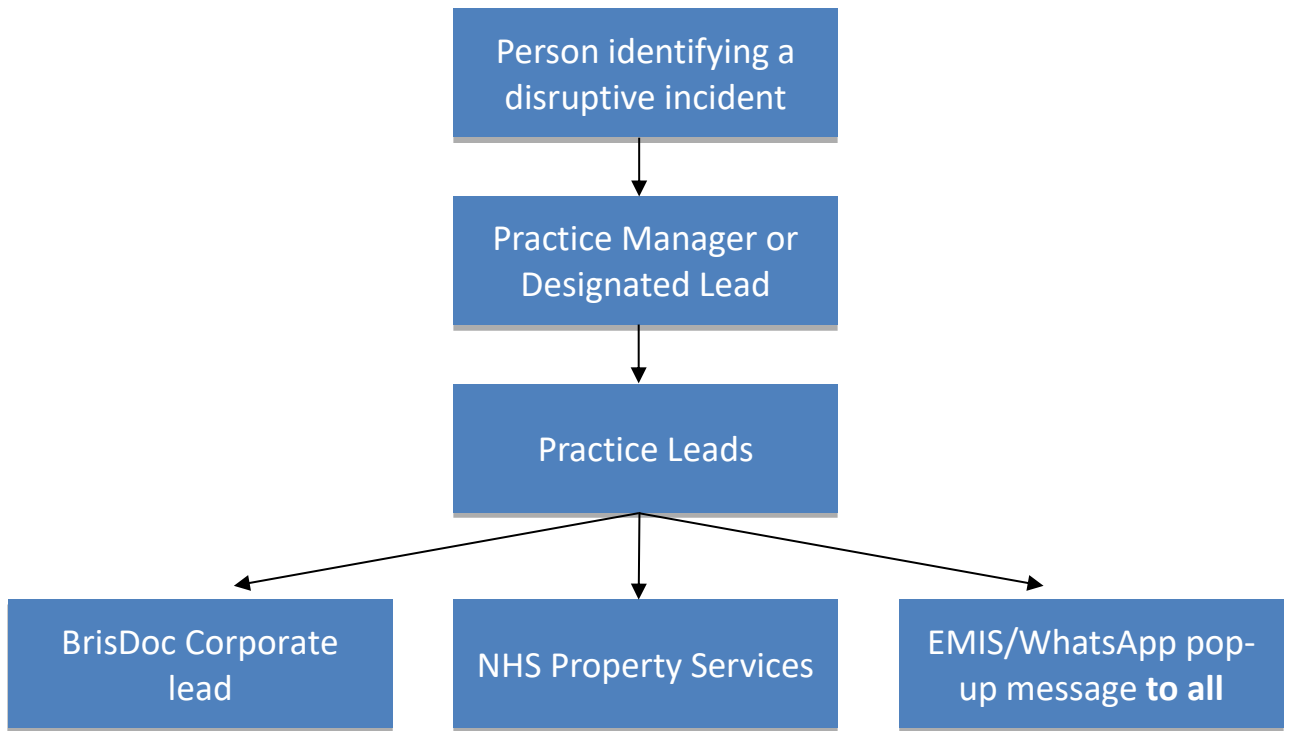 Person identifying a
disruptive incident
Practice Manager or
Designated Lead
Practice Leads
BrisDoc Corporate
lead
NHS Property Services
EMIS/WhatsApp pop-
up message to all